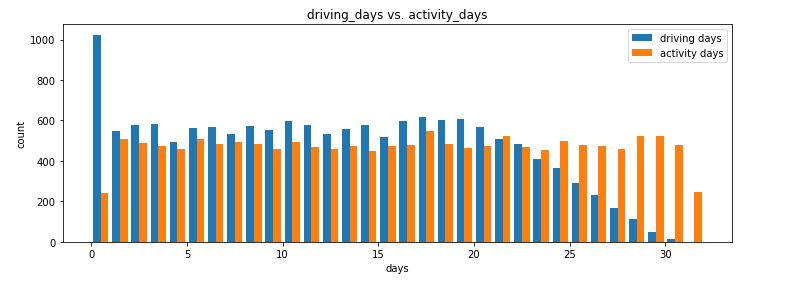 driving_days vs. activity_days
driving days
activity days
1000
800
600
400
200
0
count
0 5 10 15 20 25 30
days